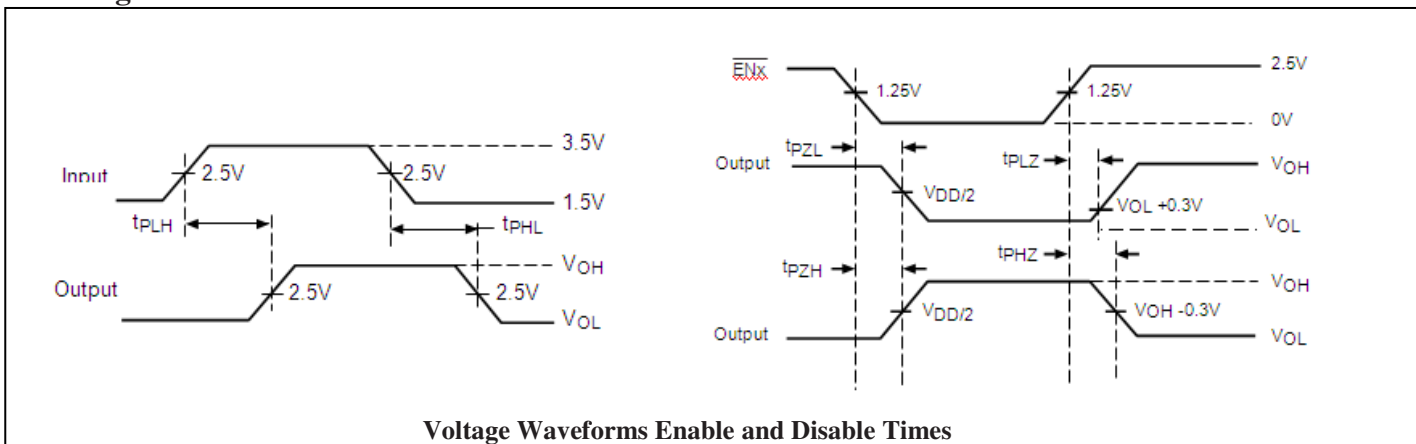 Input
2.5V
2.5V
3.5V
1.5V
tPLH
tPHL
Output
2.5V
2.5V
VOH
VOL
ENx
1.25V
1.25V
2.5V
0V
Output
tPZL
VDD/2
tPLZ
VOL +0.3V
VOH
VOL
tPZH
tPHZ
Output
VDD/2
VOH -0.3V
VOH
VOL
Voltage Waveforms Enable and Disable Times